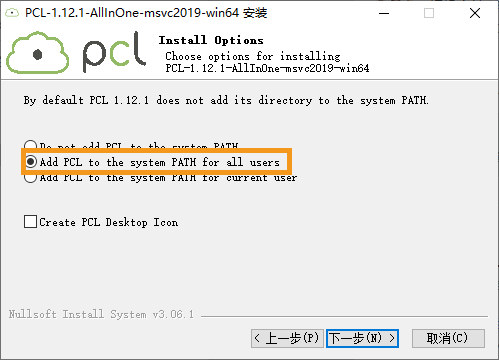 PCL-1.12.1-AllInOne-msvc2019-win64 安装
pcl
Install Options
Choose options for installing
PCL-1.12.1-AllInOne-msvc2019-win64
By default PCL 1.12.1 does not add its directory to the system PATH.
Do not add PCL to the system PATH
Add PCL to the system PATH for all users
Add PCL to the system PATH for current user
Create PCL Desktop Icon
Nullsoft Install System v3.06.1
< 上一步(P) 下一步(N) > 取消(C)